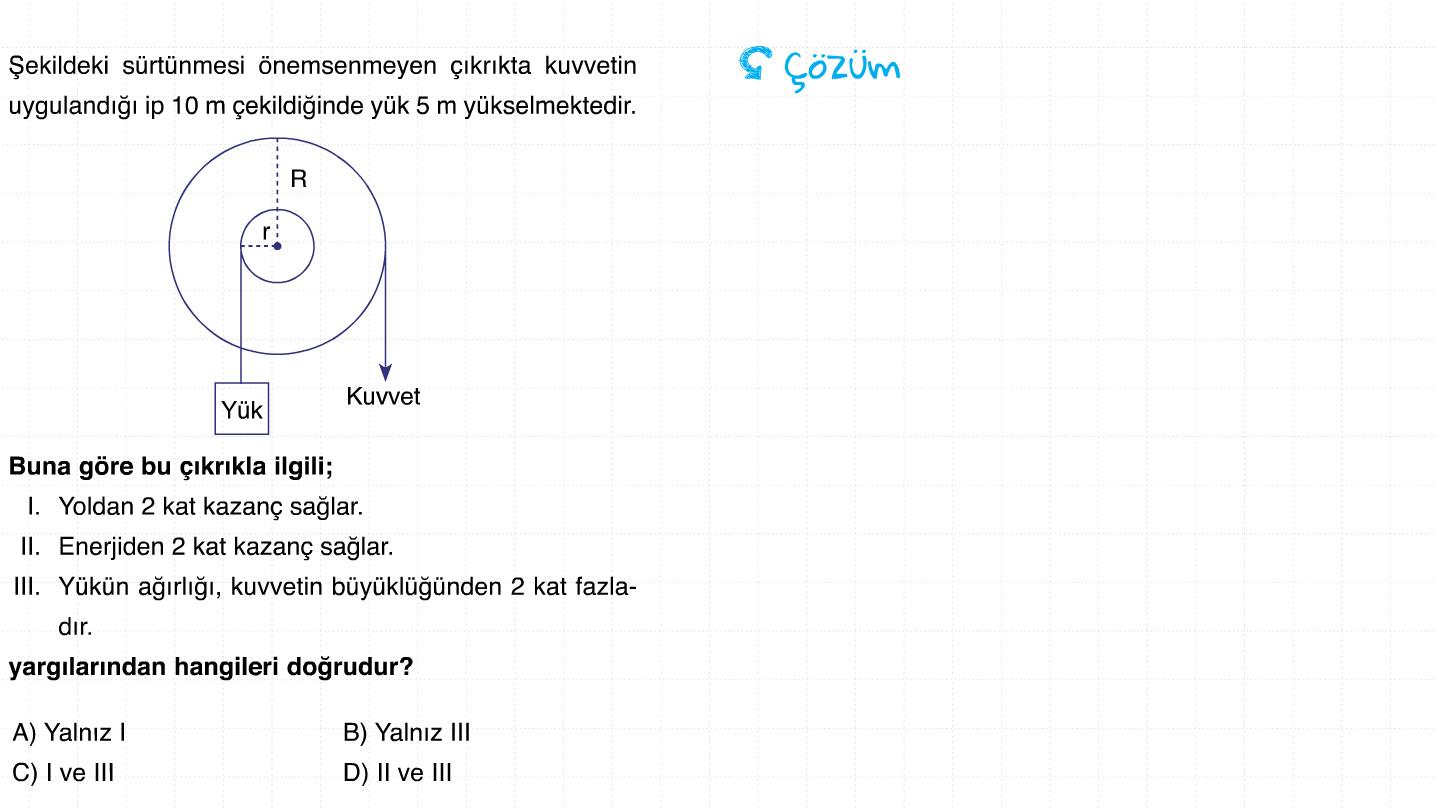 Şekildeki sürtünmesi önemsenmeyen çıkrıkta kuvvetin
uygulandığı ip 10 m çekildiğinde yük 5 m yükselmektedir.
R
r
Yük
Kuvvet
Buna göre bu çıkrıkla ilgili;
I. Yoldan 2 kat kazanç sağlar.
II. Enerjiden 2 kat kazanç sağlar.
III. Yükün ağırlığı, kuvvetin büyüklüğünden 2 kat fazla-
dır.
yargılarından hangileri doğrudur?
A) Yalnız I B) Yalnız III
C) I ve III D) II ve III
Çözüm